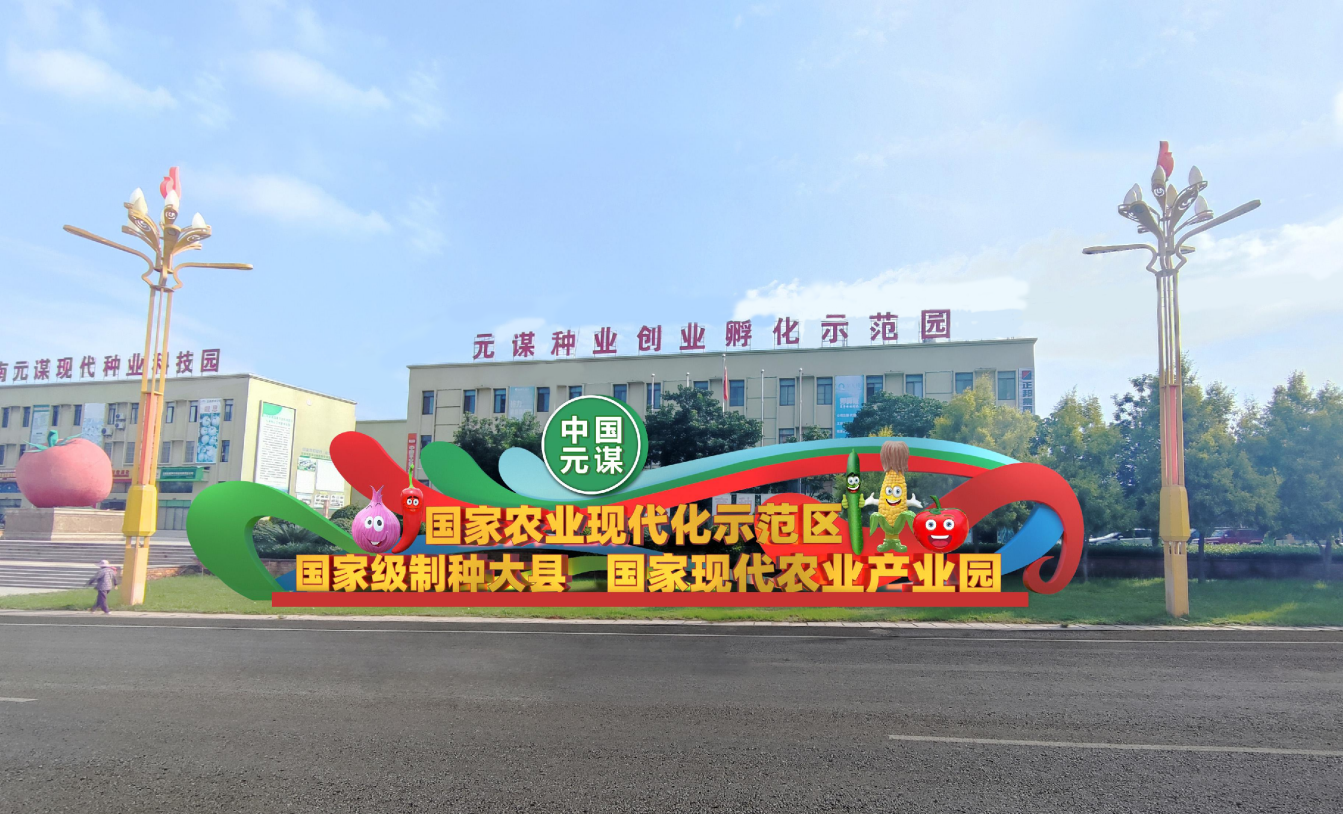 元谋种业创业孵化示范园
南元谋现代种业科技园
中国
元谋
国家农业现代化示范区
国家级制种大县 国家现代农业产业园